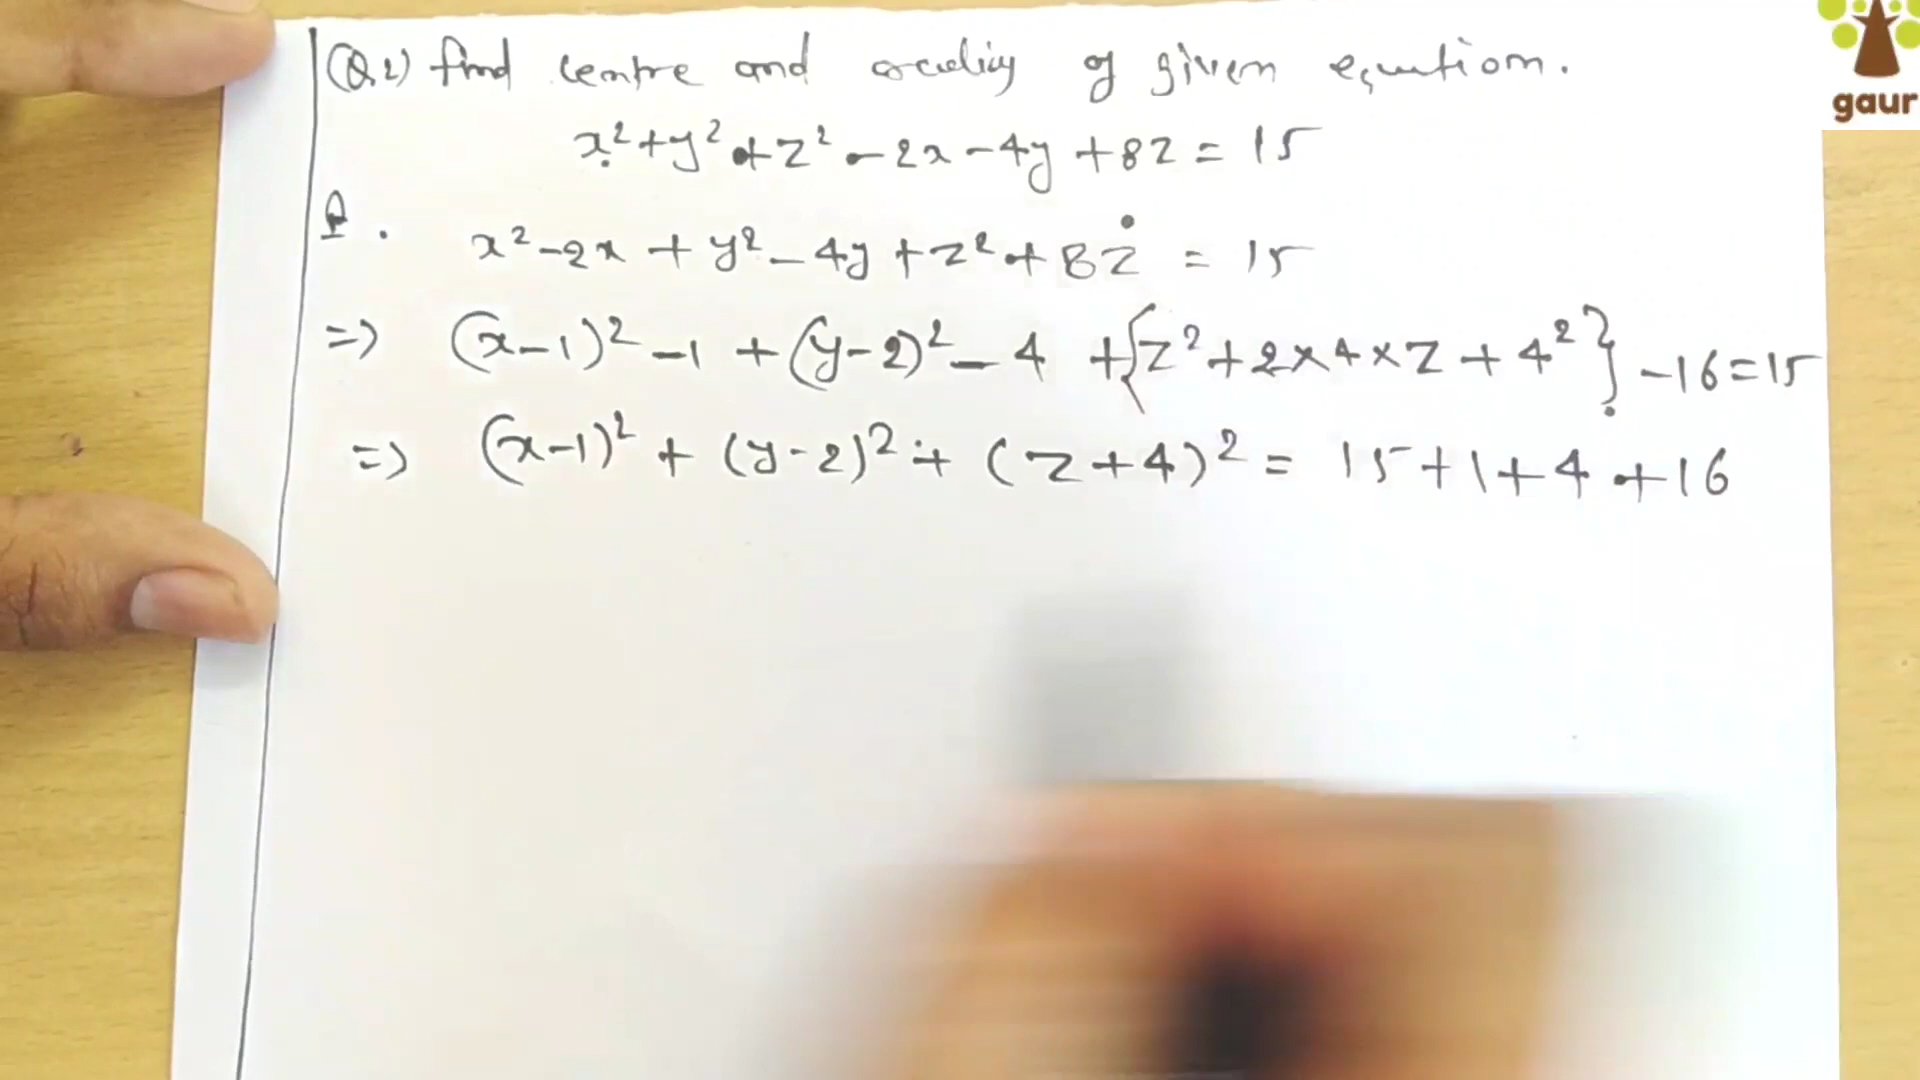 Q.2) find centre and radius of given equation.
x²+y²+z²-2x-4y+8z=15
x²-2x+y²-4y+z²+8z = 15
=> (x-1)²-1+(y-2)²-4+{z²+2×4×z+4²}-16=15
=> (x-1)²+(y-2)²+(z+4)² = 15+1+4+16
gaur